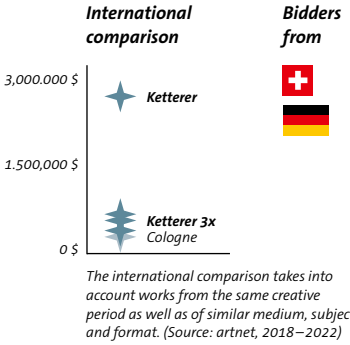 International
comparison
Bidders
from
3,000.000 $
Ketterer
1.500,000 $
Ketterer 3x
Cologne
0 $
The international comparison takes into
account works from the same creative
period as well as of similar medium, subjec
and format. (Source: artnet, 2018–2022)